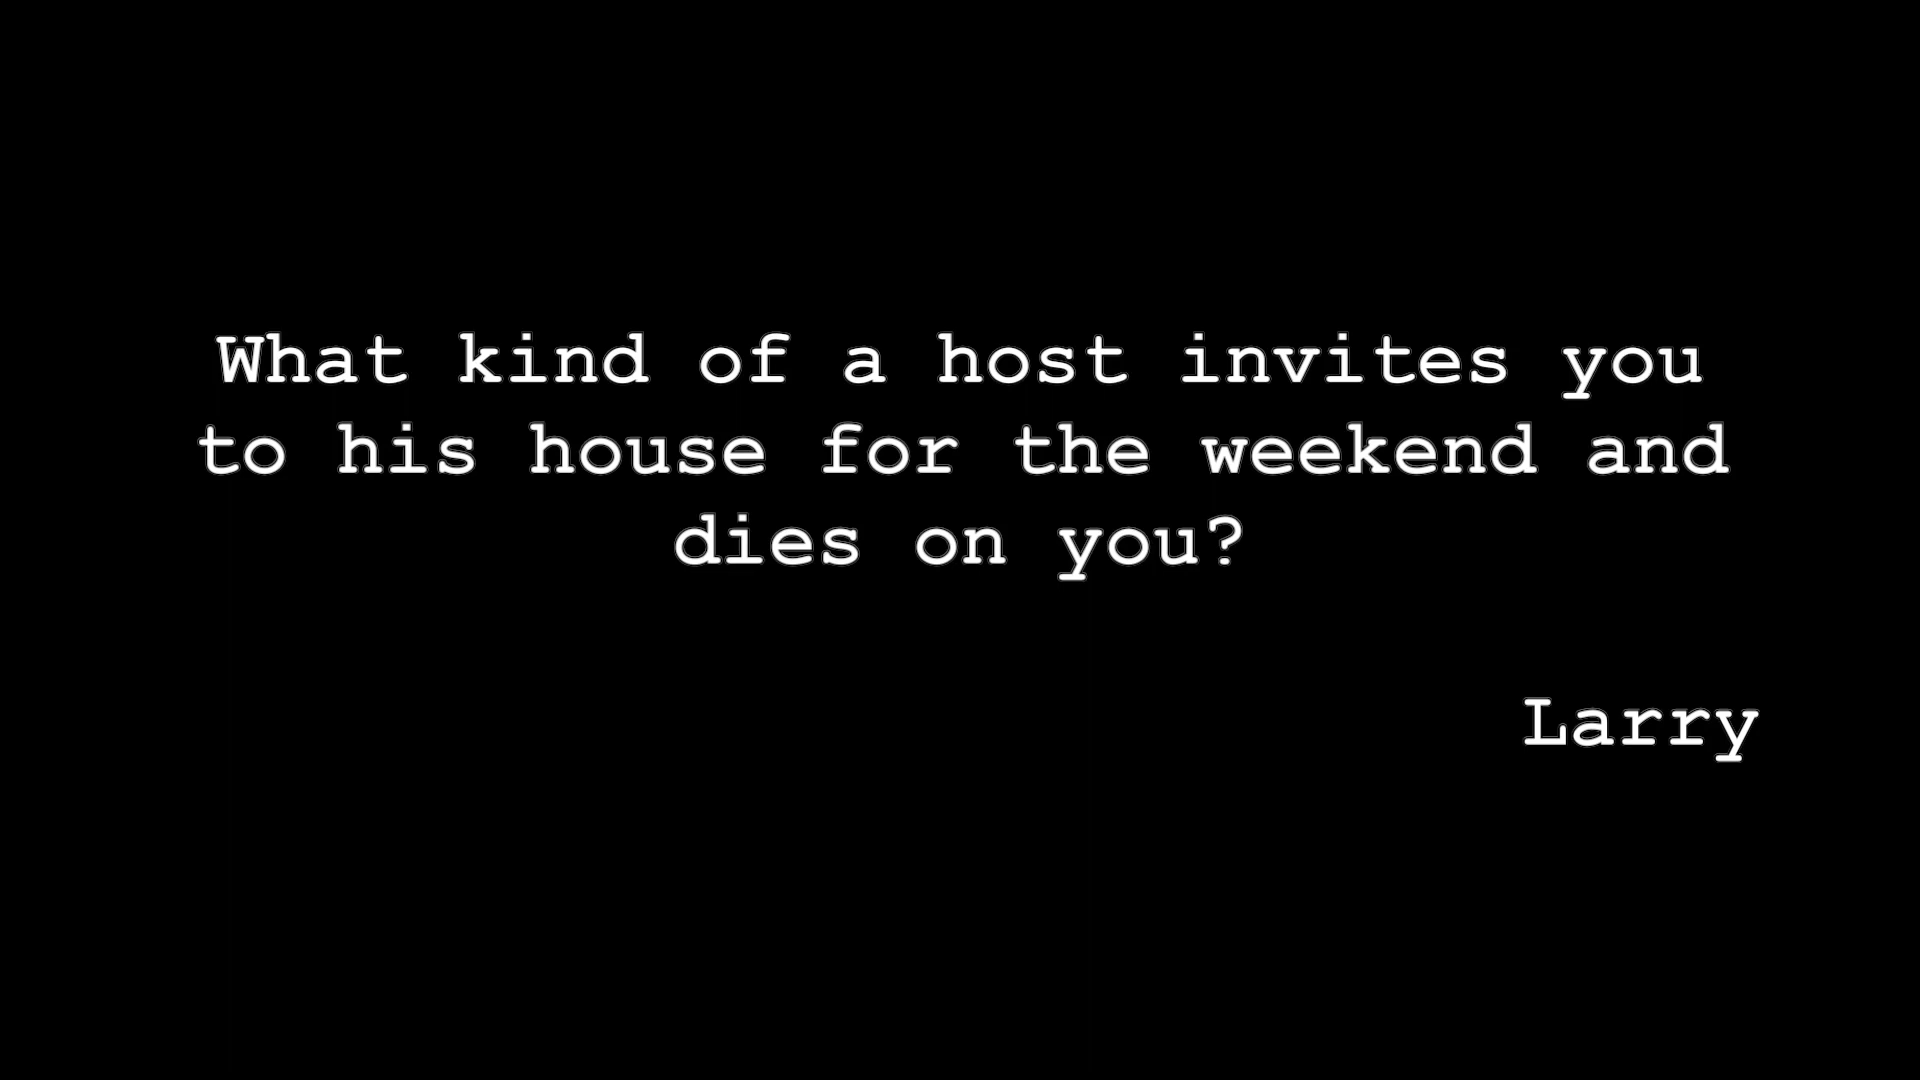 What kind of a host invites you
to his house for the weekend and
dies on you?
Larry